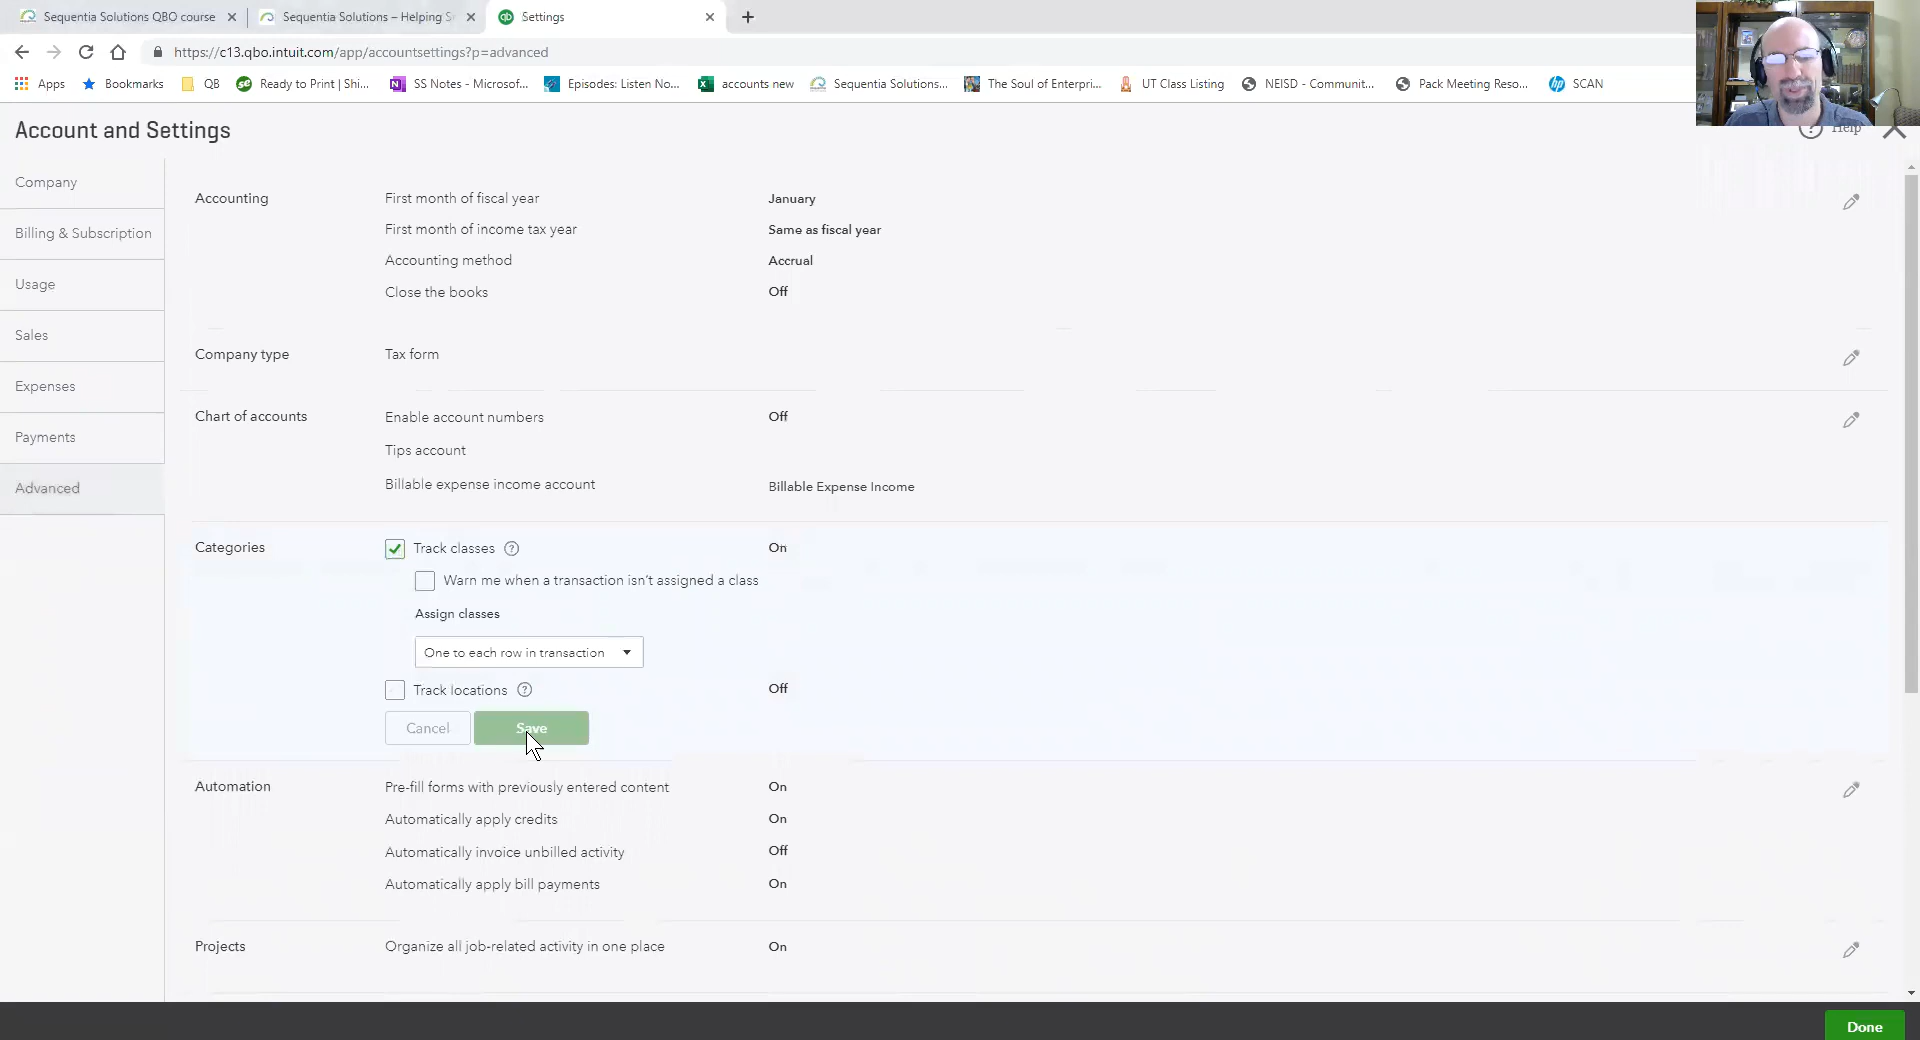 Sequentia Solutions QBO course
Sequentia Solutions – Helping S
Settings
https://c13.qbo.intuit.com/app/accountsettings?p=advanced
Apps Bookmarks QB Ready to Print | Shi... SS Notes - Microsof... Episodes: Listen No... accounts new Sequentia Solutions... The Soul of Enterpri... UT Class Listing NEISD - Communit... Pack Meeting Reso... SCAN
Account and Settings
Help
Company
Billing & Subscription
Usage
Sales
Expenses
Payments
Advanced
Accounting First month of fiscal year January
First month of income tax year Same as fiscal year
Accounting method Accrual
Close the books Off
Company type Tax form
Chart of accounts Enable account numbers Off
Tips account
Billable expense income account Billable Expense Income
Categories Track classes ? On
Warn me when a transaction isn't assigned a class
Assign classes
One to each row in transaction
Track locations ? Off
Cancel Save
Automation Pre-fill forms with previously entered content On
Automatically apply credits On
Automatically invoice unbilled activity Off
Automatically apply bill payments On
Projects Organize all job-related activity in one place On
Done